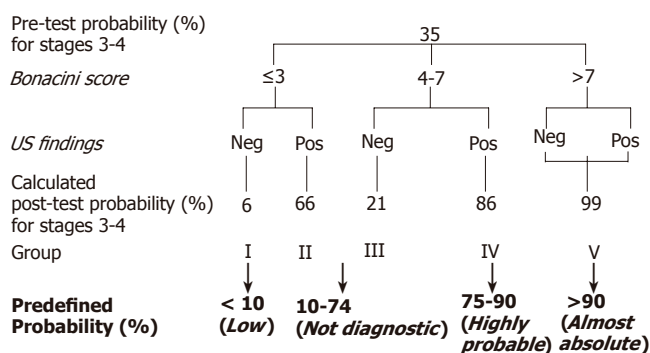 Pre-test probability (%)
for stages 3-4
35
Bonacini score
≤3 4-7 >7
US findings
Neg Pos Neg Pos Neg Pos
Calculated
post-test probability (%)
for stages 3-4
6 66 21 86 99
Group I II III IV V
Predefined
Probability (%)
< 10
(Low)
10-74
(Not diagnostic)
75-90
(Highly
probable)
>90
(Almost
absolute)